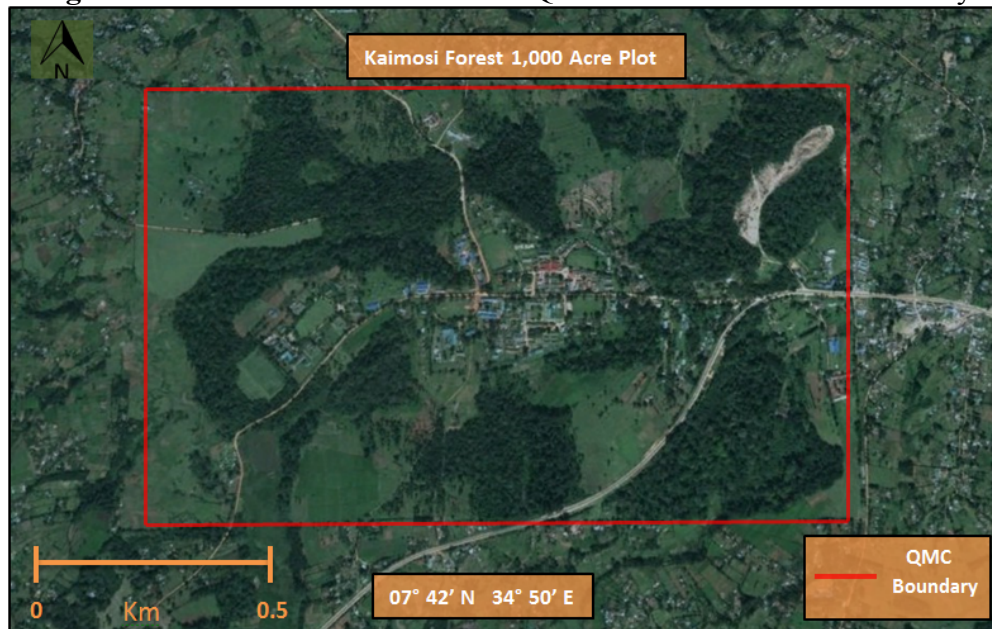 N
Kaimosi Forest 1,000 Acre Plot
0
Km
0.5
07° 42’ N 34° 50’ E
QMC
Boundary